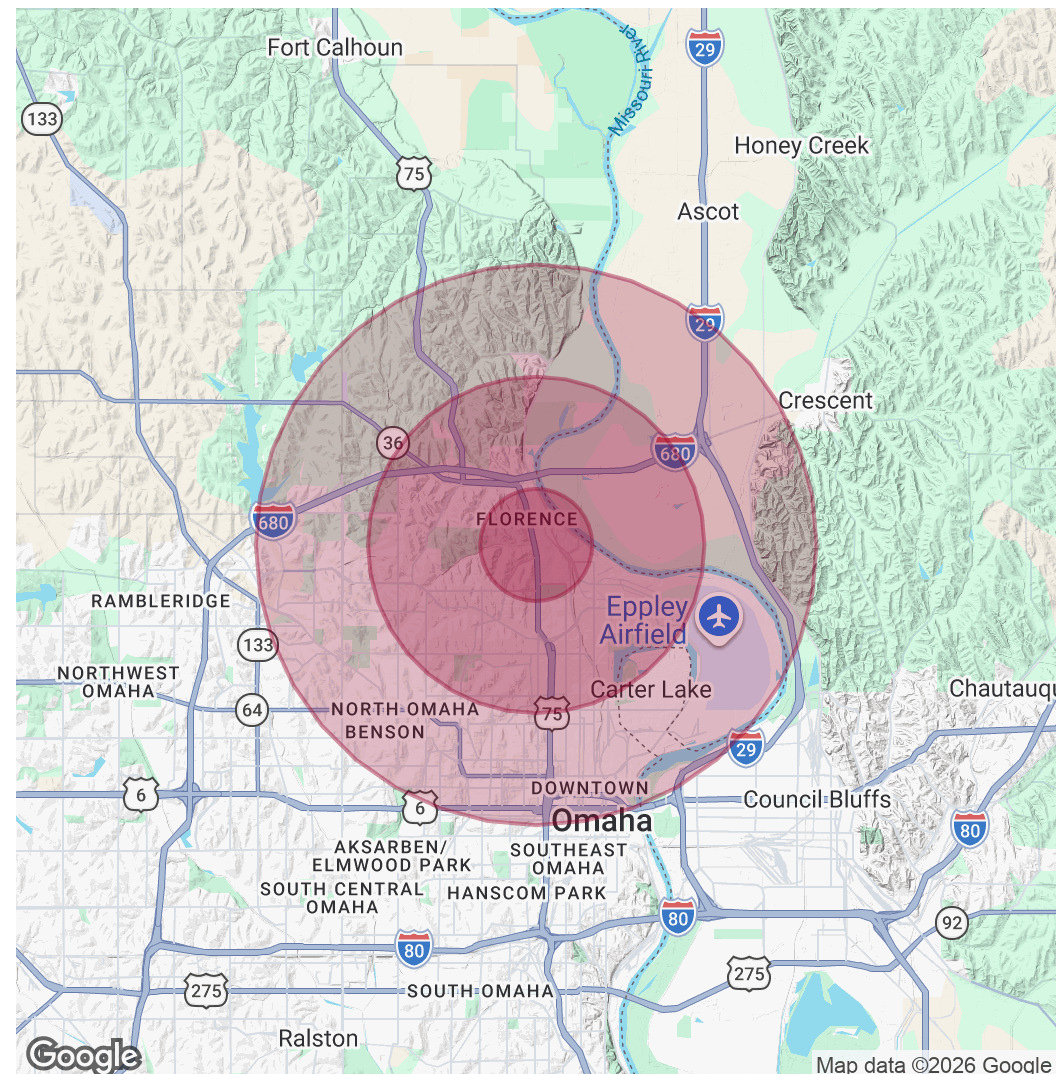 Fort Calhoun
29
Missouri River
133
Honey Creek
75
Ascot
29
Crescent
36
680
680
FLORENCE
RAMBLERIDGE
Eppley
Airfield
133
NORTHWEST
OMAHA
Carter Lake
Chautauqu
64
NORTH OMAHA
75
BENSON
29
DOWNTOWN
6
6
Council Bluffs
Omaha
80
AKSARBEN/
ELMWOOD PARK
SOUTHEAST
OMAHA
SOUTH CENTRAL
OMAHA
HANSCOM PARK
80
92
80
275
275
SOUTH OMAHA
Ralston
Google
Map data ©2026 Google